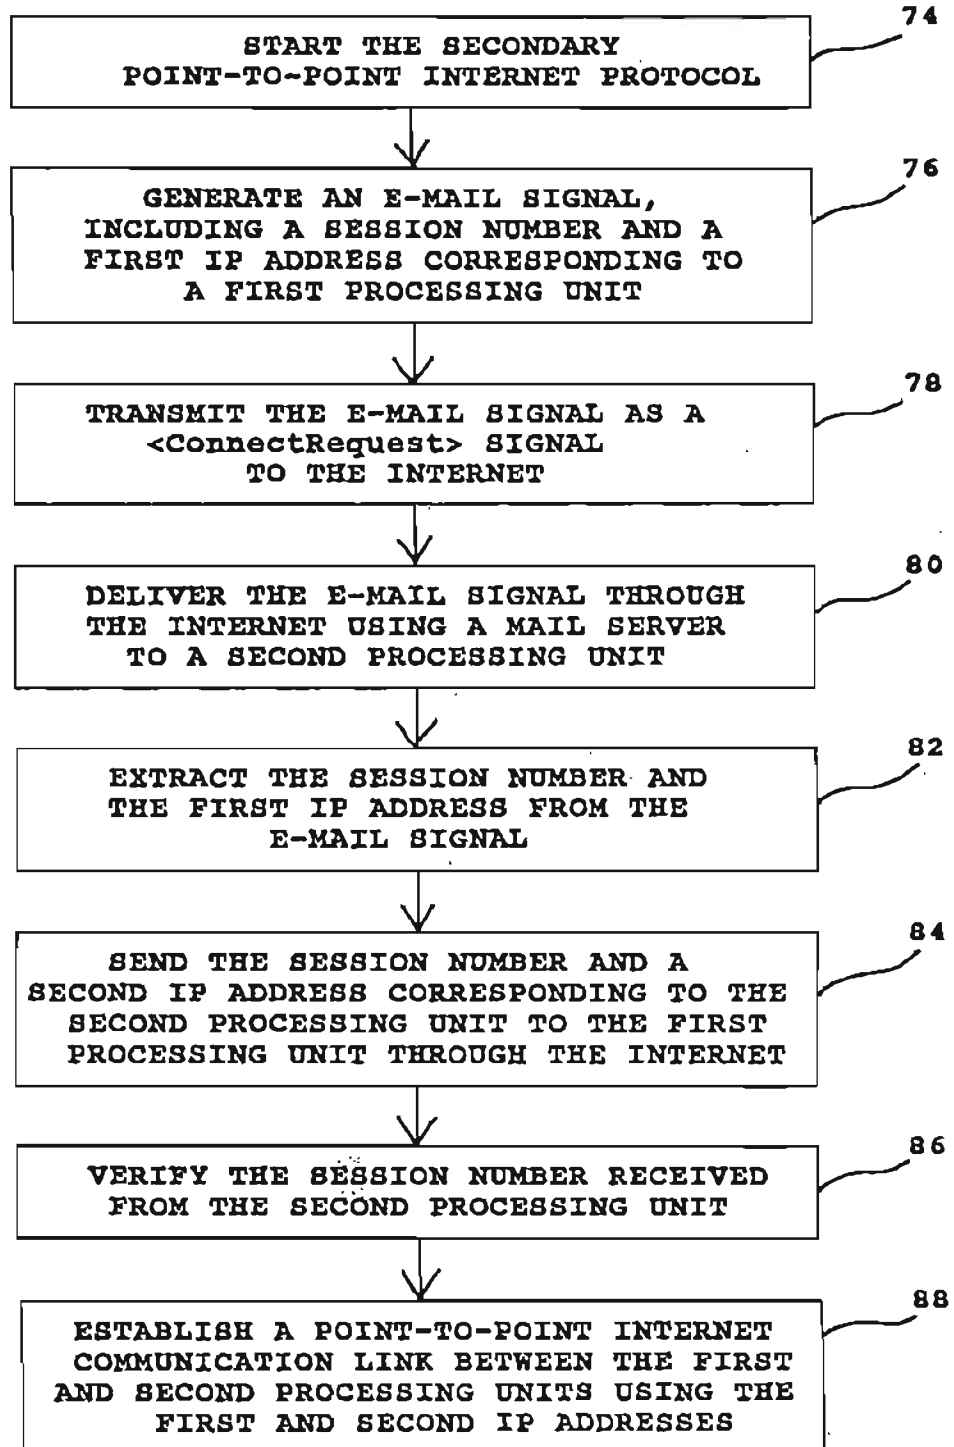 74
START THE SECONDARY
POINT-TO-POINT INTERNET PROTOCOL
76
GENERATE AN E-MAIL SIGNAL,
INCLUDING A SESSION NUMBER AND A
FIRST IP ADDRESS CORRESPONDING TO
A FIRST PROCESSING UNIT
78
TRANSMIT THE E-MAIL SIGNAL AS A
<ConnectRequest> SIGNAL
TO THE INTERNET
80
DELIVER THE E-MAIL SIGNAL THROUGH
THE INTERNET USING A MAIL SERVER
TO A SECOND PROCESSING UNIT
82
EXTRACT THE SESSION NUMBER AND
THE FIRST IP ADDRESS FROM THE
E-MAIL SIGNAL
84
SEND THE SESSION NUMBER AND A
SECOND IP ADDRESS CORRESPONDING TO THE
SECOND PROCESSING UNIT TO THE FIRST
PROCESSING UNIT THROUGH THE INTERNET
86
VERIFY THE SESSION NUMBER RECEIVED
FROM THE SECOND PROCESSING UNIT
88
ESTABLISH A POINT-TO-POINT INTERNET
COMMUNICATION LINK BETWEEN THE FIRST
AND SECOND PROCESSING UNITS USING THE
FIRST AND SECOND IP ADDRESSES